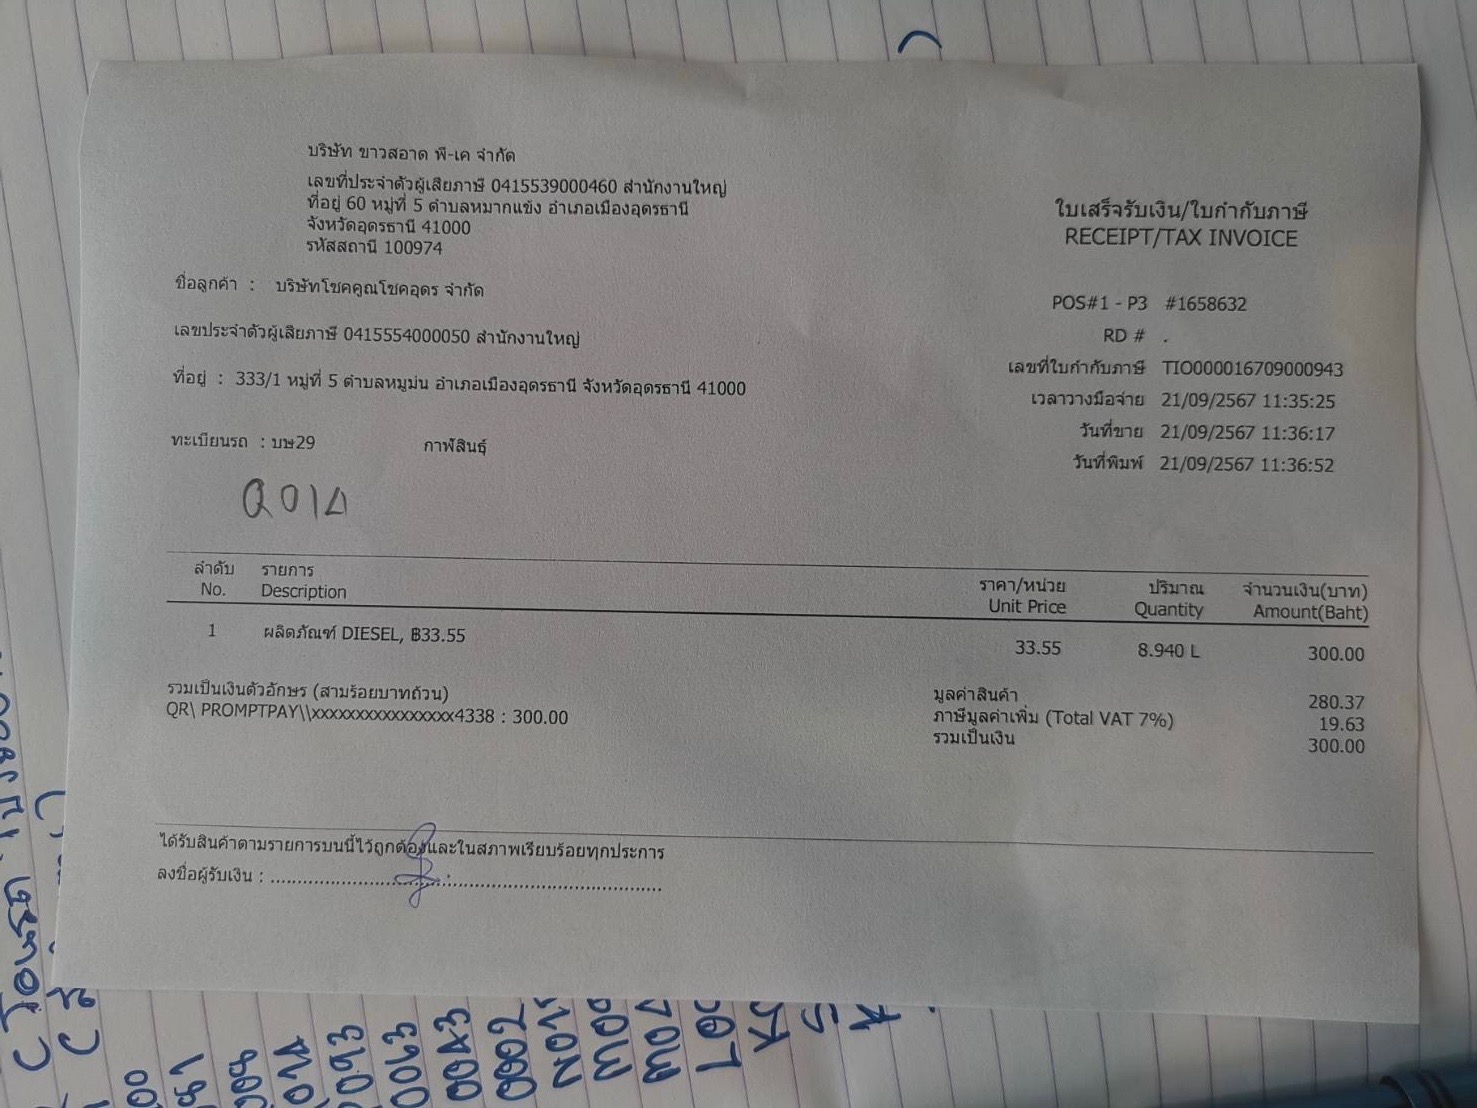 บริษัท ขาวสอาด พี-เค จำกัด
เลขที่ประจำตัวผู้เสียภาษี 0415539000460 สำนักงานใหญ่
ที่อยู่ 60 หมู่ที่ 5 ตำบลหมากแข้ง อำเภอเมืองอุดรธานี
จังหวัดอุดรธานี 41000
รหัสสถานี 100974
ใบเสร็จรับเงิน/ใบกำกับภาษี
RECEIPT/TAX INVOICE
ชื่อลูกค้า : บริษัทโชคคูณโชคอุดร จำกัด
เลขประจำตัวผู้เสียภาษี 0415554000050 สำนักงานใหญ่
ที่อยู่ : 333/1 หมู่ที่ 5 ตำบลหมูม่น อำเภอเมืองอุดรธานี จังหวัดอุดรธานี 41000
ทะเบียนรถ : บษ29 กาฬสินธุ์
POS#1 - P3 #1658632
RD # .
เลขที่ใบกำกับภาษี TIO000016709000943
เวลาวางมือจ่าย 21/09/2567 11:35:25
วันที่ขาย 21/09/2567 11:36:17
วันที่พิมพ์ 21/09/2567 11:36:52
ลำดับ รายการ ราคา/หน่วย ปริมาณ จำนวนเงิน(บาท)
No. Description Unit Price Quantity Amount(Baht)
1 ผลิตภัณฑ์ DIESEL, ฿33.55 33.55 8.940 L 300.00
รวมเป็นเงินตัวอักษร (สามร้อยบาทถ้วน)
QR\ PROMPTPAY\\xxxxxxxxxxxxxxxx4338 : 300.00
มูลค่าสินค้า 280.37
ภาษีมูลค่าเพิ่ม (Total VAT 7%) 19.63
รวมเป็นเงิน 300.00
ได้รับสินค้าตามรายการบนนี้ไว้ถูกต้องและในสภาพเรียบร้อยทุกประการ
ลงชื่อผู้รับเงิน : ........................................................................
0063
0043
0002